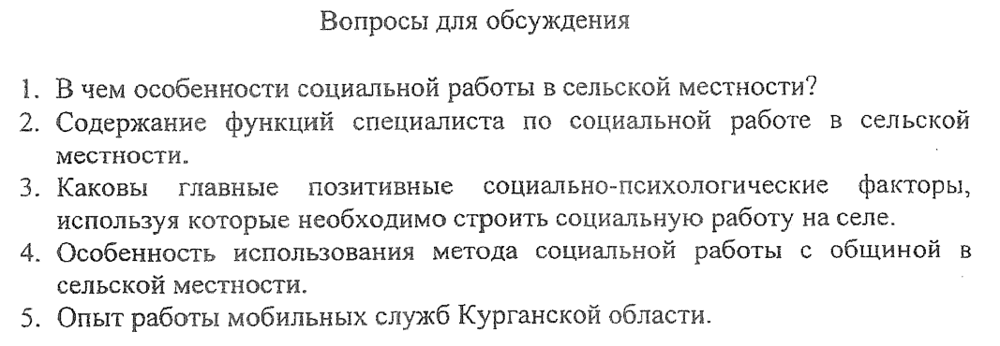 Вопросы для обсуждения
1. В чем особенности социальной работы в сельской местности?
2. Содержание функций специалиста по социальной работе в сельской
местности.
3. Каковы главные позитивные социально-психологические факторы,
используя которые необходимо строить социальную работу на селе.
4. Особенность использования метода социальной работы с общиной в
сельской местности.
5. Опыт работы мобильных служб Курганской области.